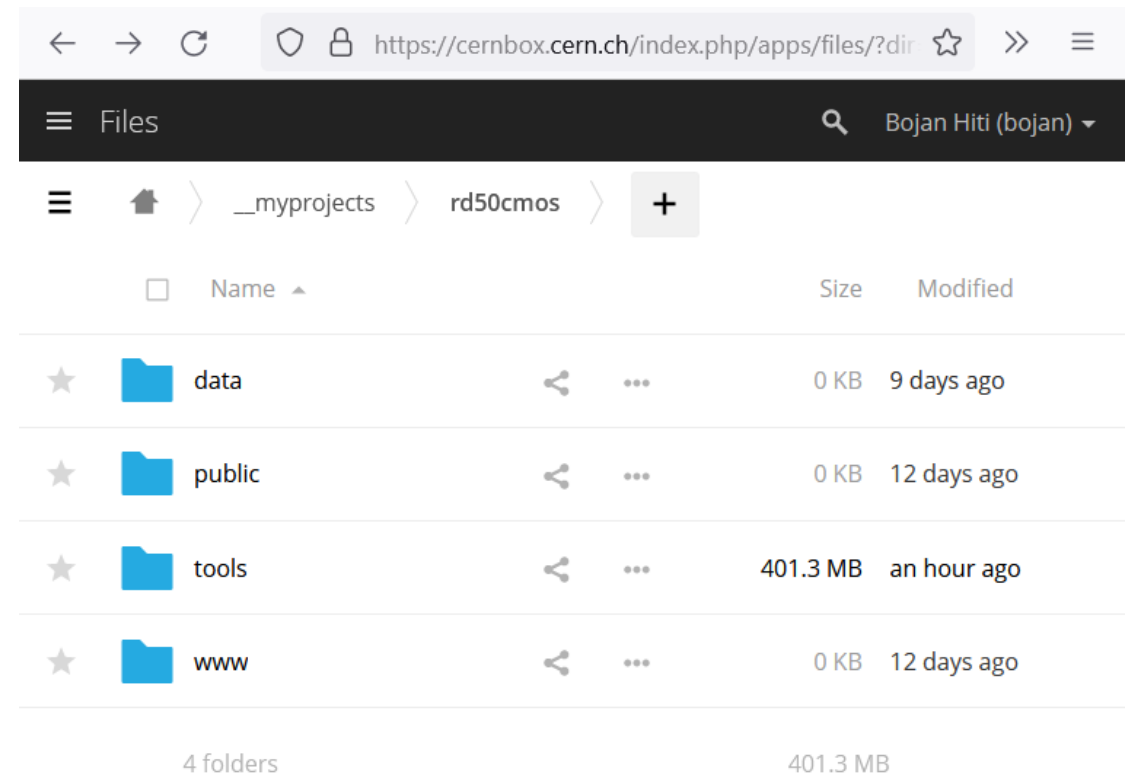 https://cernbox.cern.ch/index.php/apps/files/?dir
Files Bojan Hiti (bojan)
__myprojects rd50cmos +
Name Size Modified
data 0 KB 9 days ago
public 0 KB 12 days ago
tools 401.3 MB an hour ago
www 0 KB 12 days ago
4 folders 401.3 MB